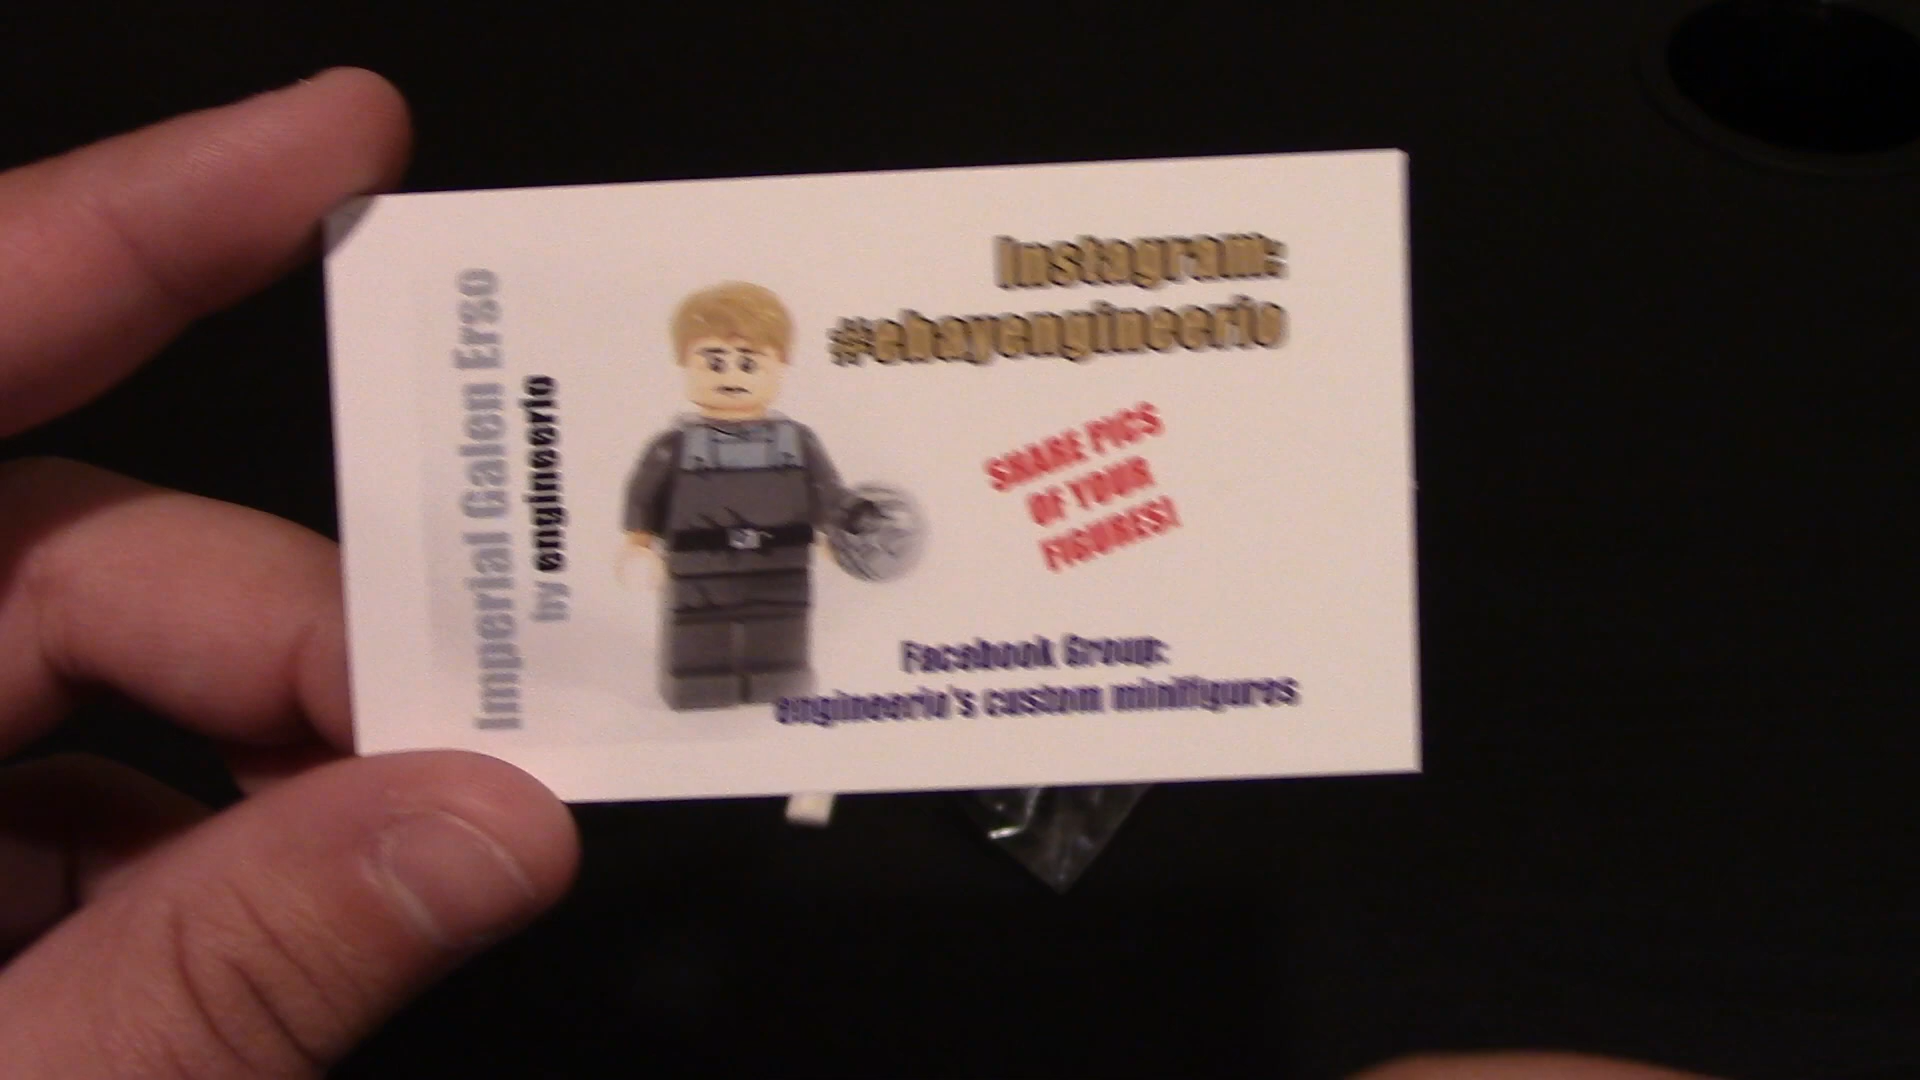 Imperial Galen Erso
by engineerio
Instagram:
#ebayengineerio
SHARE PICS
OF YOUR
FIGURES!
Facebook Group:
engineerio's custom minifigures